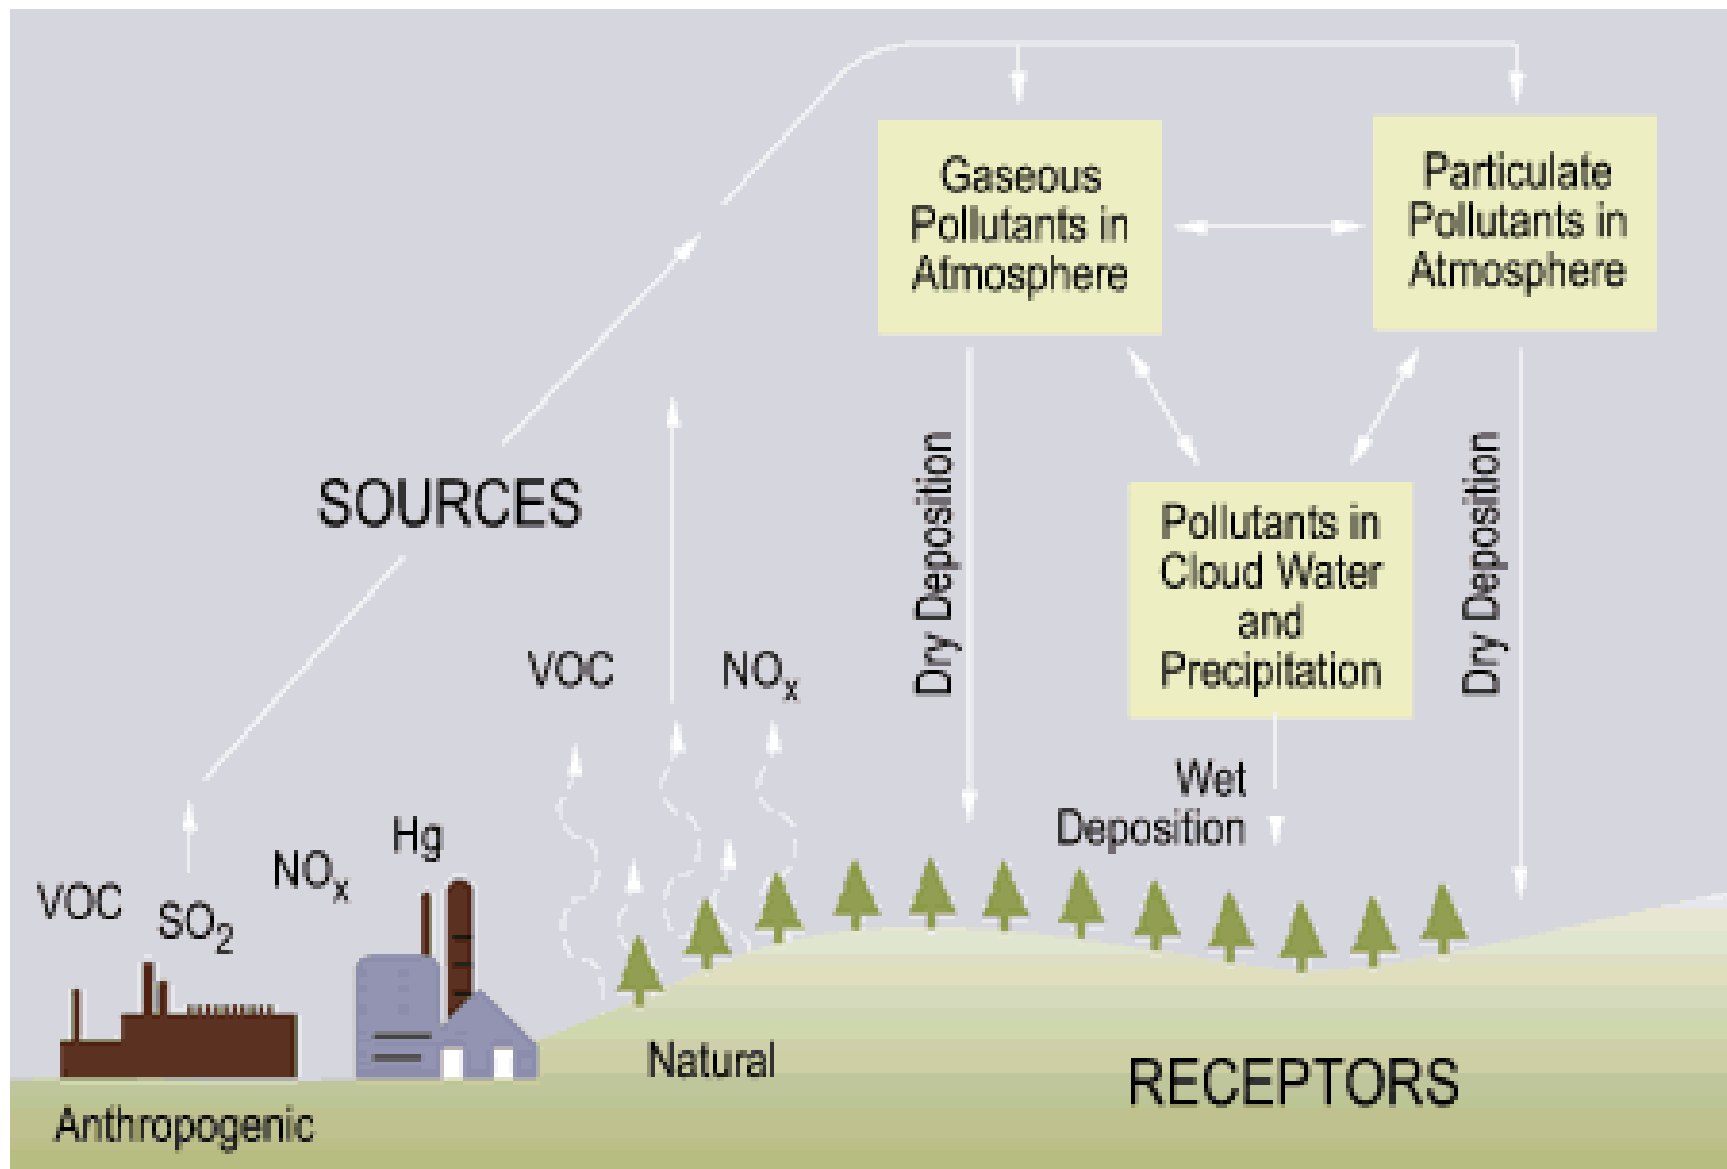 Gaseous
Pollutants in
Atmosphere
Particulate
Pollutants in
Atmosphere
SOURCES
Dry Deposition
Pollutants in
Cloud Water
and
Precipitation
Dry Deposition
VOC
NOx
Wet
Deposition
Hg
NOx
VOC
SO2
Natural
RECEPTORS
Anthropogenic